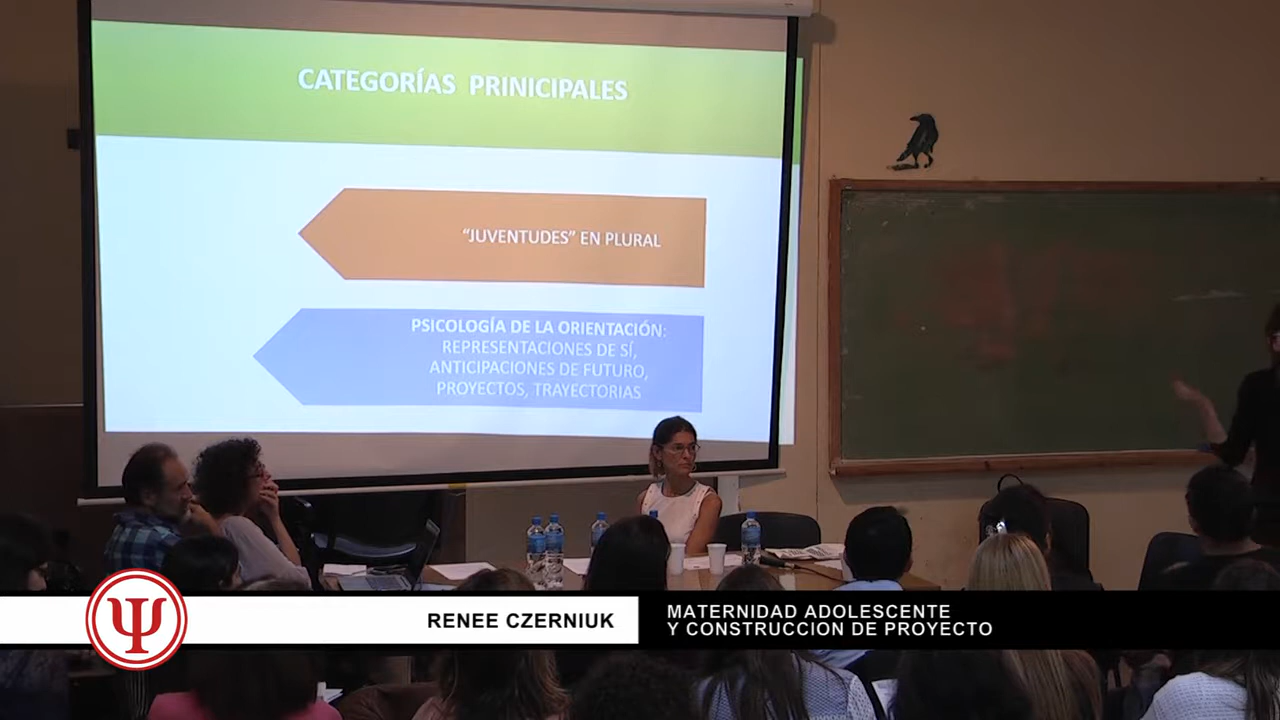 CATEGORÍAS PRINICIPALES
“JUVENTUDES” EN PLURAL
PSICOLOGÍA DE LA ORIENTACIÓN:
REPRESENTACIONES DE SÍ,
ANTICIPACIONES DE FUTURO,
PROYECTOS, TRAYECTORIAS
Ψ
RENEE CZERNIUK
MATERNIDAD ADOLESCENTE
Y CONSTRUCCION DE PROYECTO